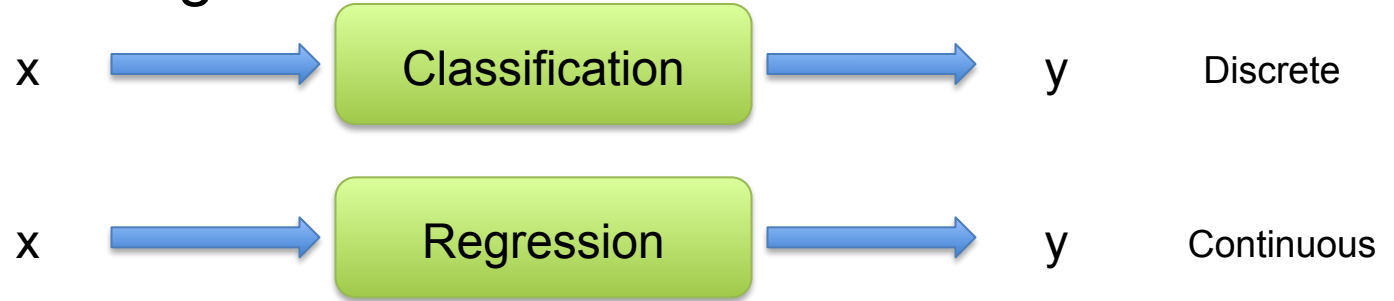 x Classification y Discrete
x Regression y Continuous